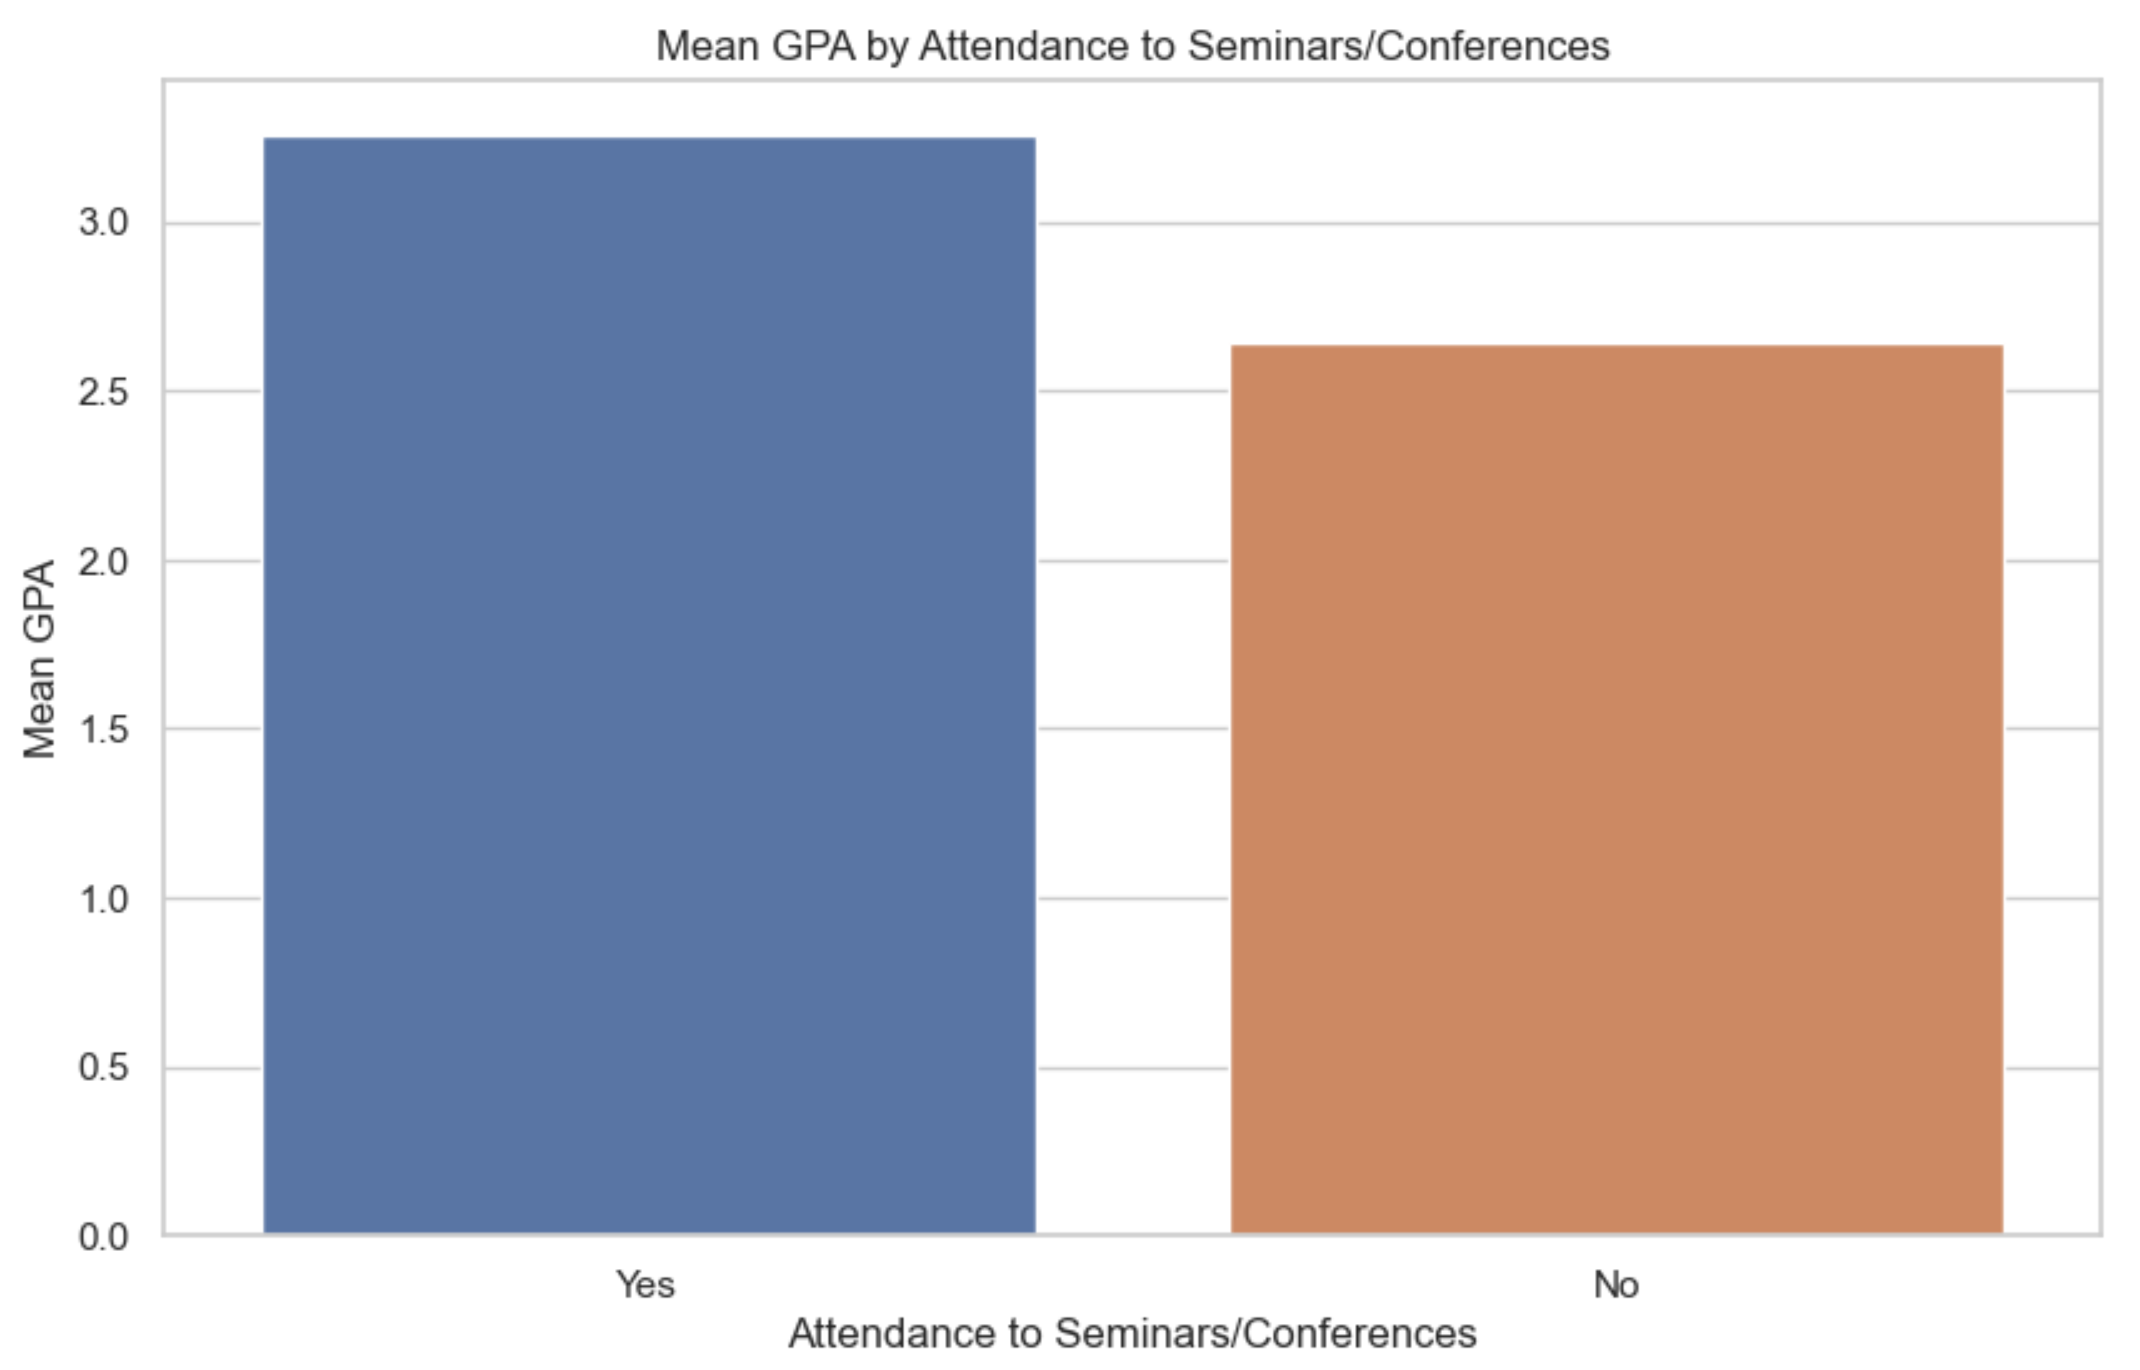 Mean GPA by Attendance to Seminars/Conferences
Mean GPA
3.0
2.5
2.0
1.5
1.0
0.5
0.0
Yes
No
Attendance to Seminars/Conferences